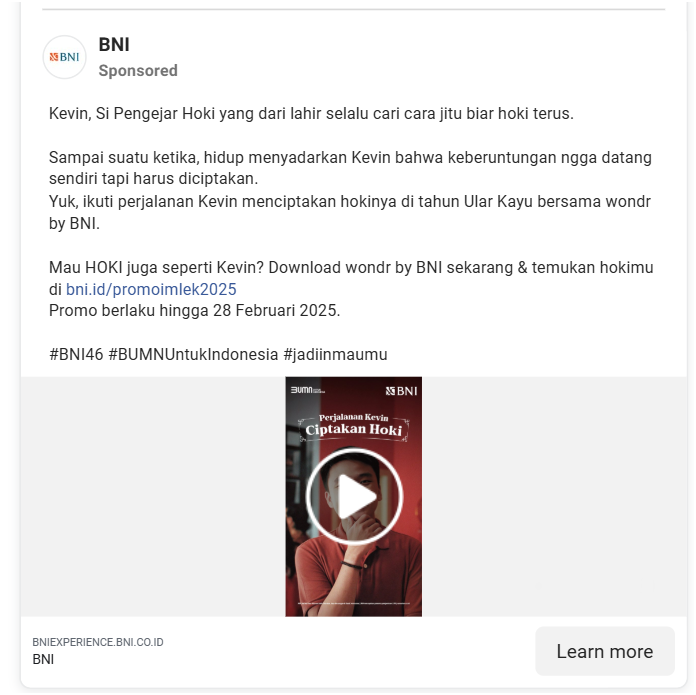 BNI
BNI
Sponsored
Kevin, Si Pengejar Hoki yang dari lahir selalu cari cara jitu biar hoki terus.
Sampai suatu ketika, hidup menyadarkan Kevin bahwa keberuntungan ngga datang
sendiri tapi harus diciptakan.
Yuk, ikuti perjalanan Kevin menciptakan hokinya di tahun Ular Kayu bersama wondr
by BNI.
Mau HOKI juga seperti Kevin? Download wondr by BNI sekarang & temukan hokimu
di bni.id/promoimlek2025
Promo berlaku hingga 28 Februari 2025.
#BNI46 #BUMNUntukIndonesia #jadiinmaumu
BUMN
BNI
Perjalanan Kevin
Ciptakan Hoki
BNIEXPERIENCE.BNI.CO.ID
BNI
Learn more